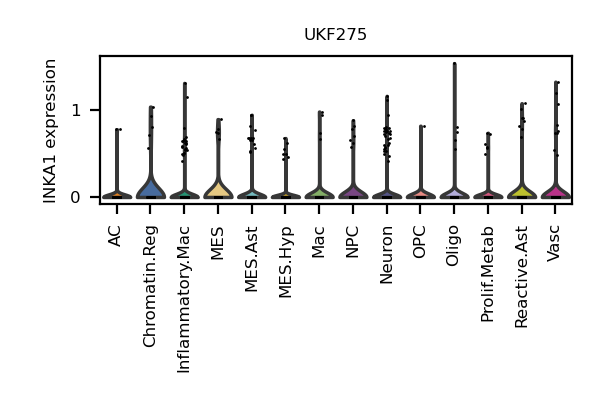 UKF275
INKA1 expression
1
0
AC
Chromatin.Reg
Inflammatory.Mac
MES
MES.Ast
MES.Hyp
Mac
NPC
Neuron
OPC
Oligo
Prolif.Metab
Reactive.Ast
Vasc